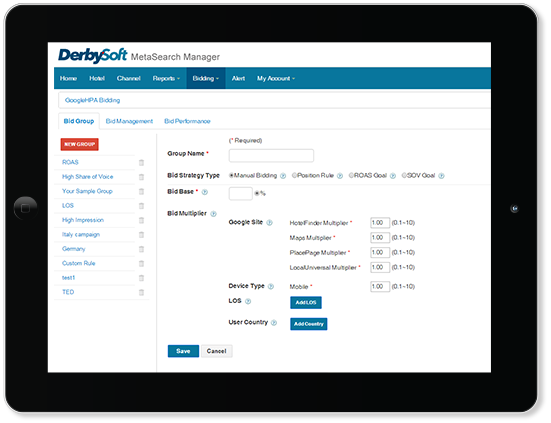 DerbySoft MetaSearch Manager
Home Hotel Channel Reports Bidding Alert My Account
GoogleHPA Bidding
Bid Group Bid Management Bid Performance
NEW GROUP
ROAS
High Share of Voice
Your Sample Group
LOS
High Impression
Italy campaign
Germany
Custom Rule
test1
TED
(* Required)
Group Name *
Bid Strategy Type Manual Bidding ? Position Rule ? ROAS Goal ? SOV Goal ?
Bid Base * ? %
Bid Multiplier ?
Google Site ? HotelFinder Multiplier * 1.00 (0.1~10)
Maps Multiplier * 1.00 (0.1~10)
PlacePage Multiplier * 1.00 (0.1~10)
LocalUniversal Multiplier * 1.00 (0.1~10)
Device Type ? Mobile * 1.00 (0.1~10)
LOS ? Add LOS
User Country ? Add Country
Save Cancel